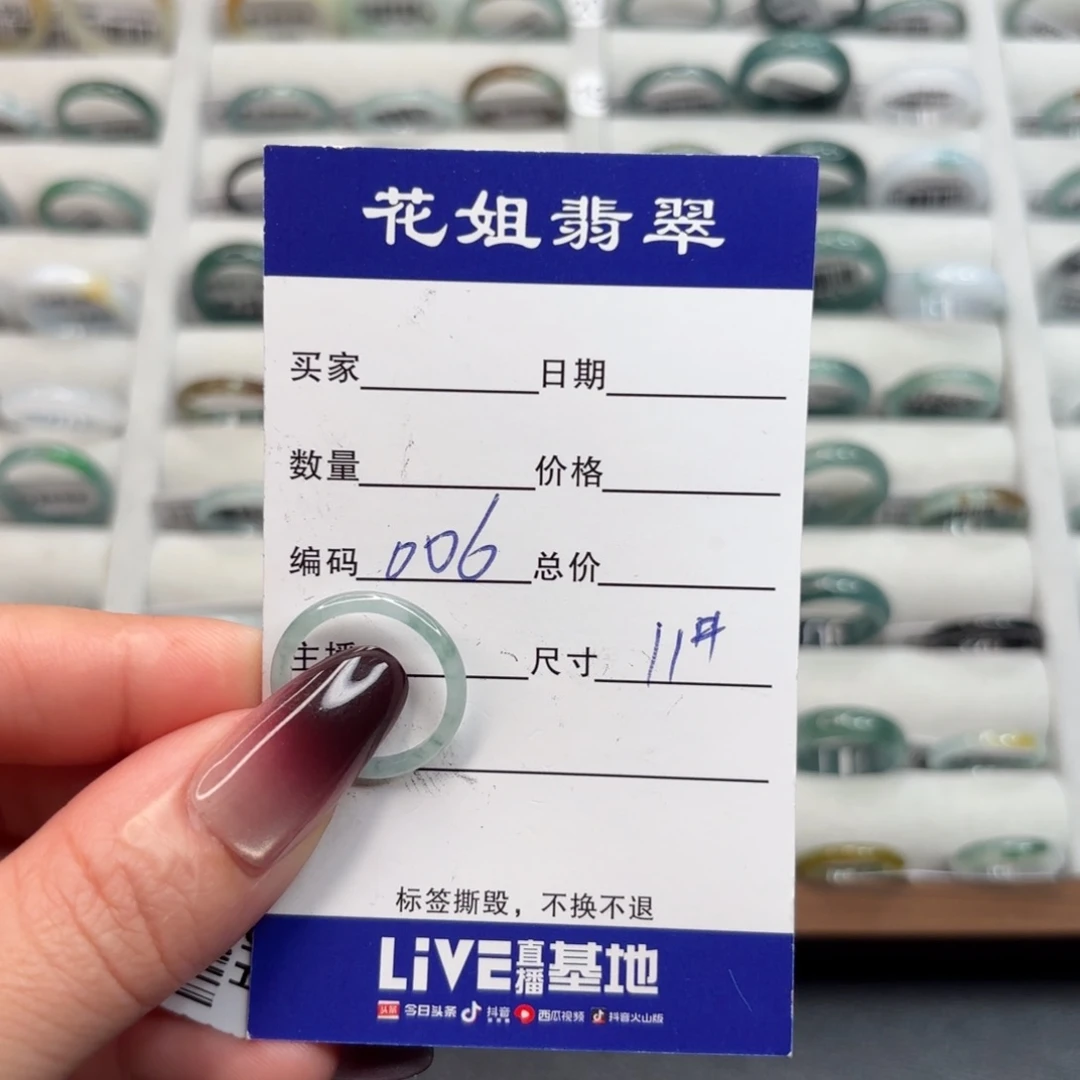 花姐翡翠
买家 日期
数量 价格
编码 006 总价
主播 尺寸 11#
标签撕毁，不换不退
LiVE直播基地
头条 今日头条 抖音 西瓜视频 抖音火山版